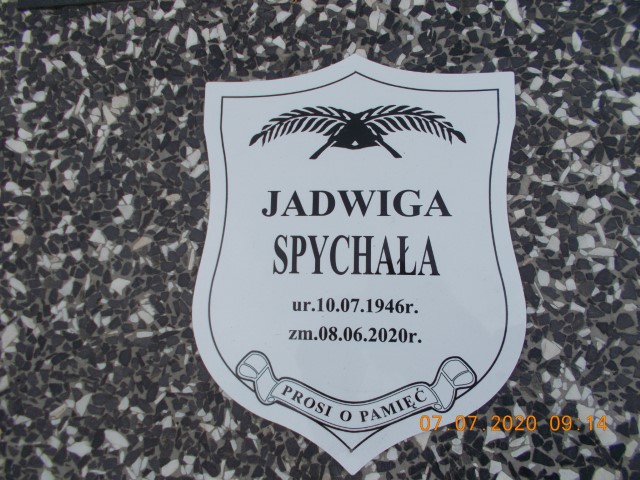 JADWIGA
SPYCHAŁA
ur.10.07.1946r.
zm.08.06.2020r.
PROSI O PAMIĘĆ
07.07.2020 09:14